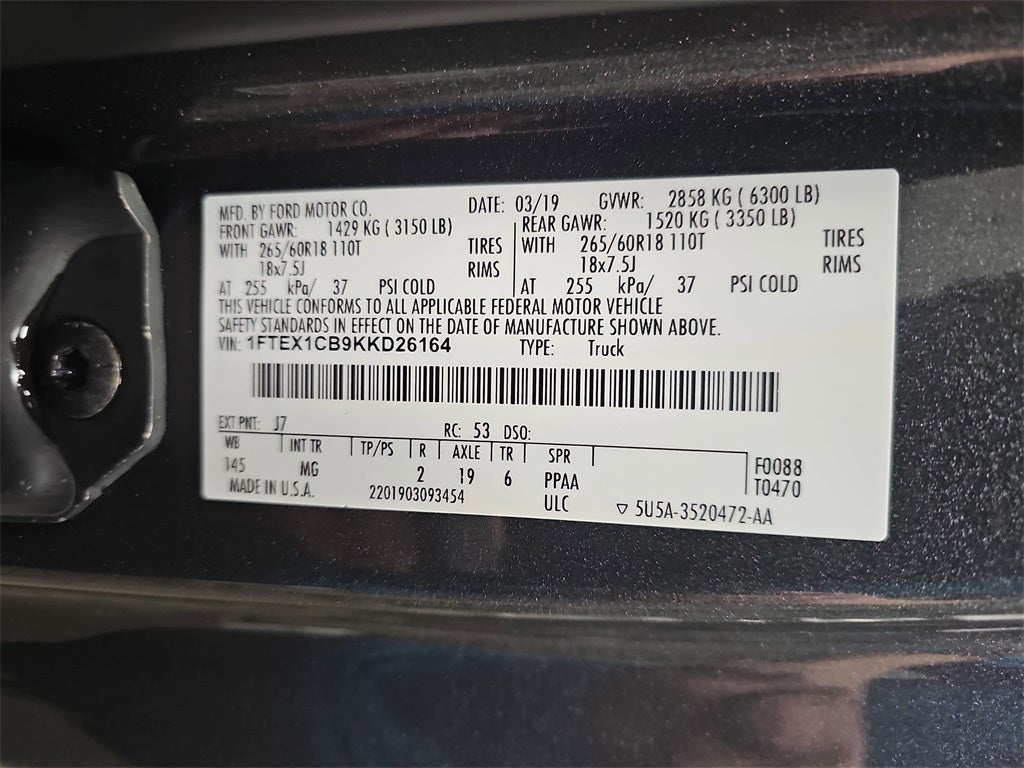 MFD. BY FORD MOTOR CO. DATE: 03/19 GVWR: 2858 KG ( 6300 LB)
FRONT GAWR: 1429 KG ( 3150 LB) REAR GAWR: 1520 KG ( 3350 LB)
WITH 265/60R18 110T TIRES WITH 265/60R18 110T TIRES
18x7.5J RIMS 18x7.5J RIMS
AT 255 kPa/ 37 PSI COLD AT 255 kPa/ 37 PSI COLD
THIS VEHICLE CONFORMS TO ALL APPLICABLE FEDERAL MOTOR VEHICLE
SAFETY STANDARDS IN EFFECT ON THE DATE OF MANUFACTURE SHOWN ABOVE.
VIN: 1FTEX1CB9KKD26164 TYPE: Truck
EXT PNT: J7 RC: 53 DSO:
WB INT TR TP/PS R AXLE TR SPR
145 MG 2 19 6 PPAA F0088
MADE IN U.S.A. 2201903093454 ULC T0470
5U5A-3520472-AA